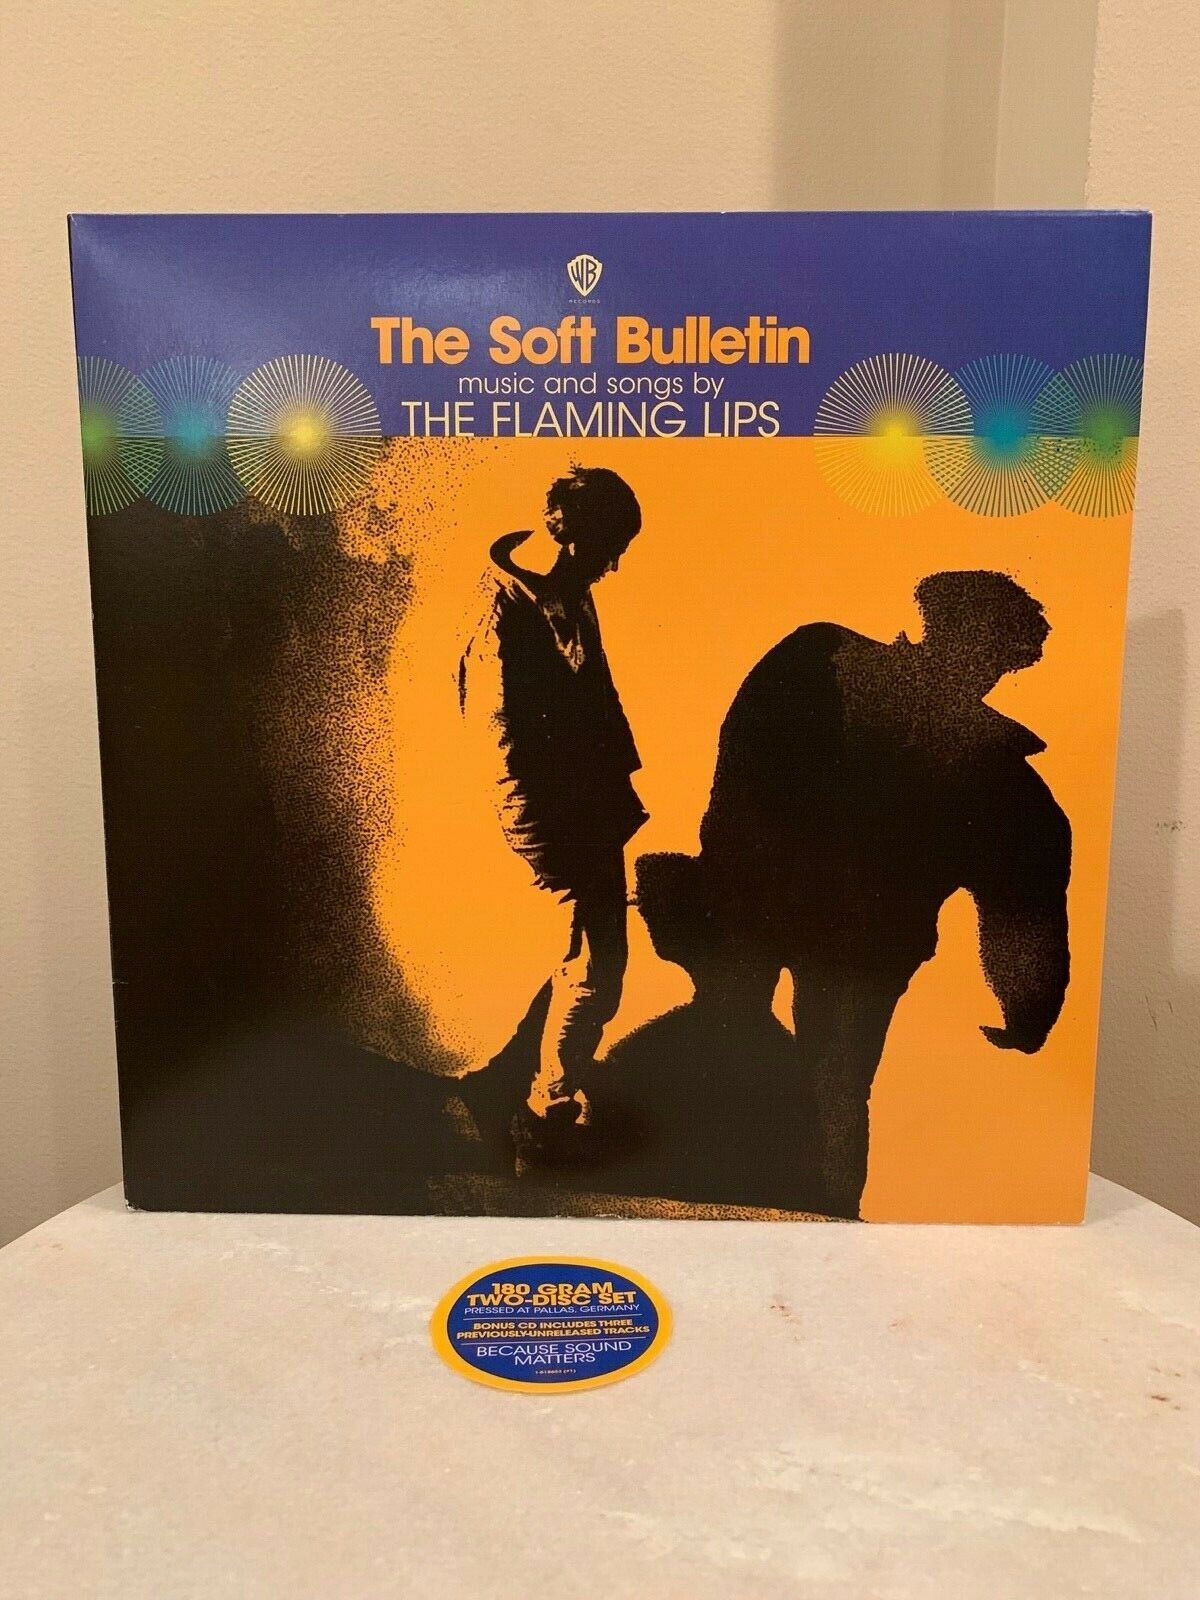 WB
RECORDS
The Soft Bulletin
music and songs by
THE FLAMING LIPS
180 GRAM
TWO-DISC SET
PRESSED AT PALLAS, GERMANY
BONUS CD INCLUDES THREE
PREVIOUSLY-UNRELEASED TRACKS
BECAUSE SOUND
MATTERS